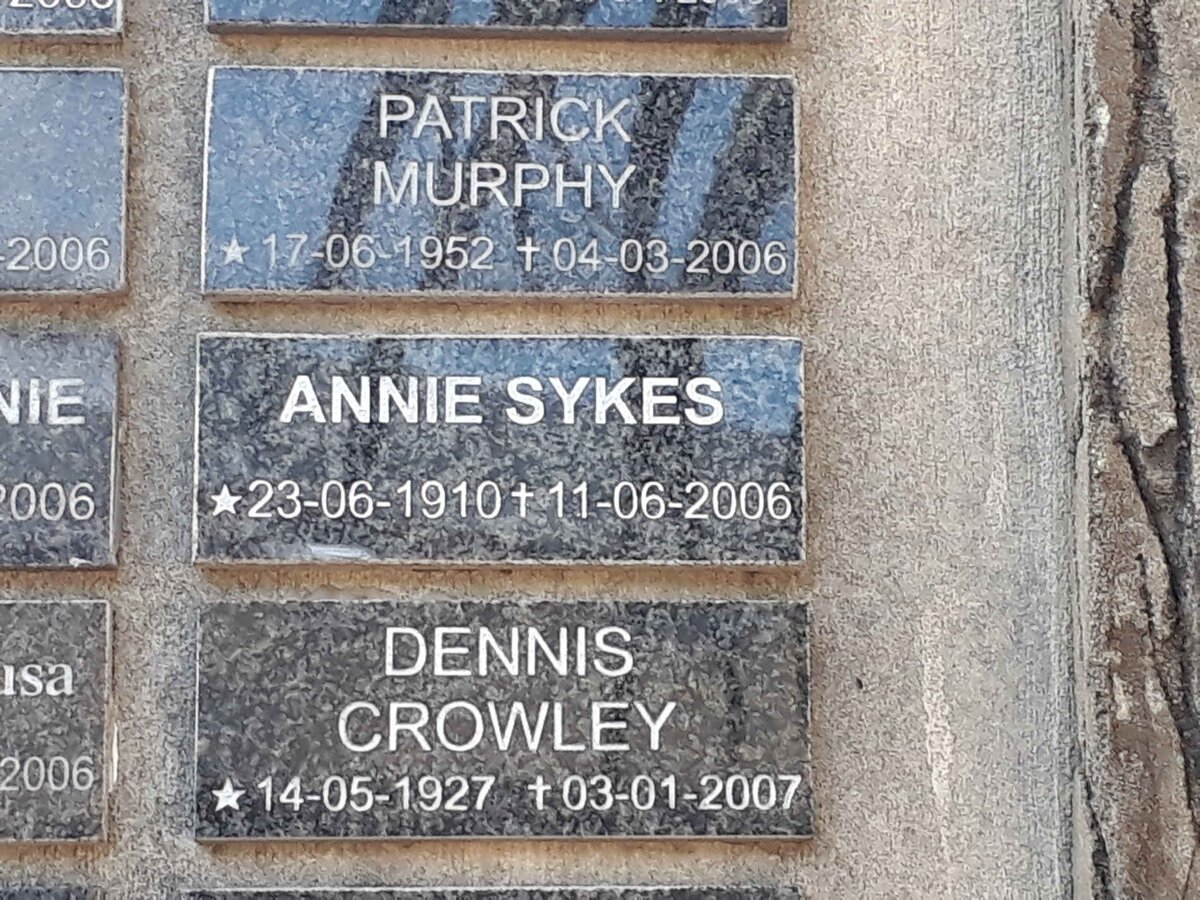 PATRICK
MURPHY
★ 17-06-1952 ✝ 04-03-2006
-2006
ANNIE SYKES
★ 23-06-1910 ✝ 11-06-2006
NIE
2006
DENNIS
CROWLEY
★ 14-05-1927 ✝ 03-01-2007
usa
2006